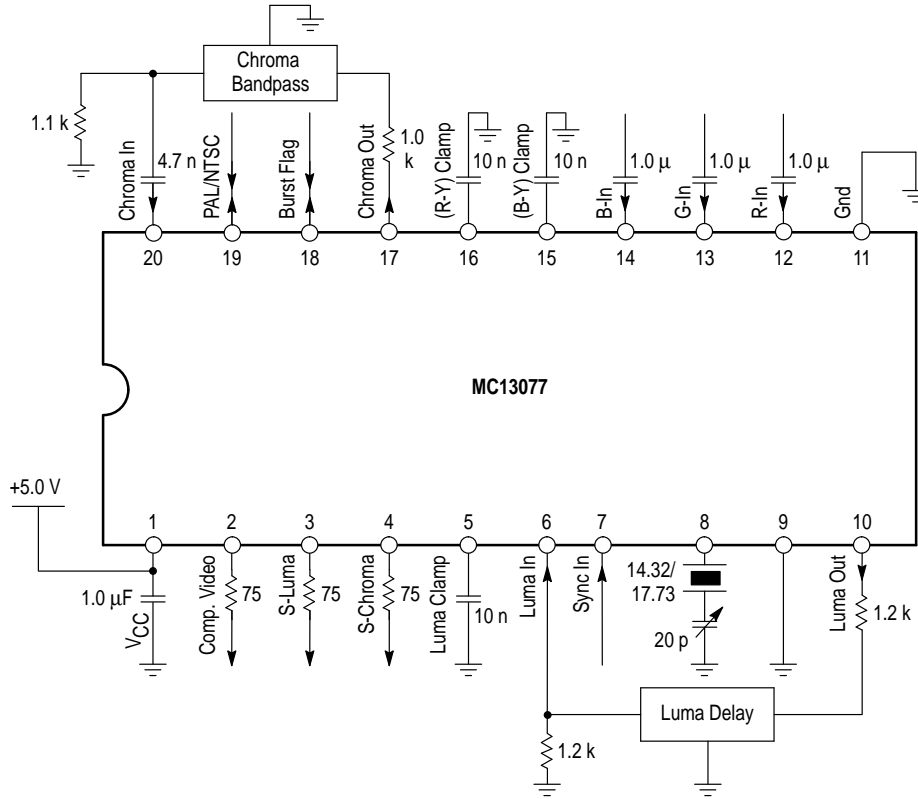 Chroma
Bandpass
1.1 k
Chroma In
4.7 n
PAL/NTSC
Burst Flag
Chroma Out
1.0
k
(R-Y) Clamp
10 n
(B-Y) Clamp
10 n
B-In
1.0 µ
G-In
1.0 µ
R-In
1.0 µ
Gnd
20
19
18
17
16
15
14
13
12
11
MC13077
+5.0 V
1
2
3
4
5
6
7
8
9
10
1.0 µF
VCC
Comp. Video
75
S-Luma
75
S-Chroma
75
Luma Clamp
10 n
Luma In
Sync In
14.32/
17.73
20 p
Luma Out
1.2 k
Luma Delay
1.2 k